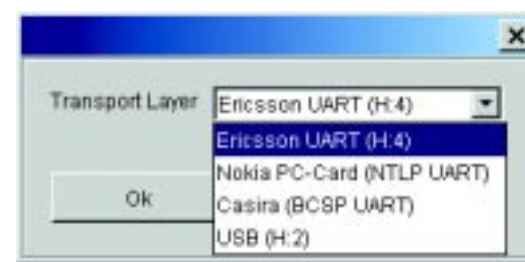 Transport Layer Ericsson UART (H:4)
Ericsson UART (H:4)
Nokia PC-Card (NTLP UART)
Ok Casira (BCSP UART)
USB (H:2)